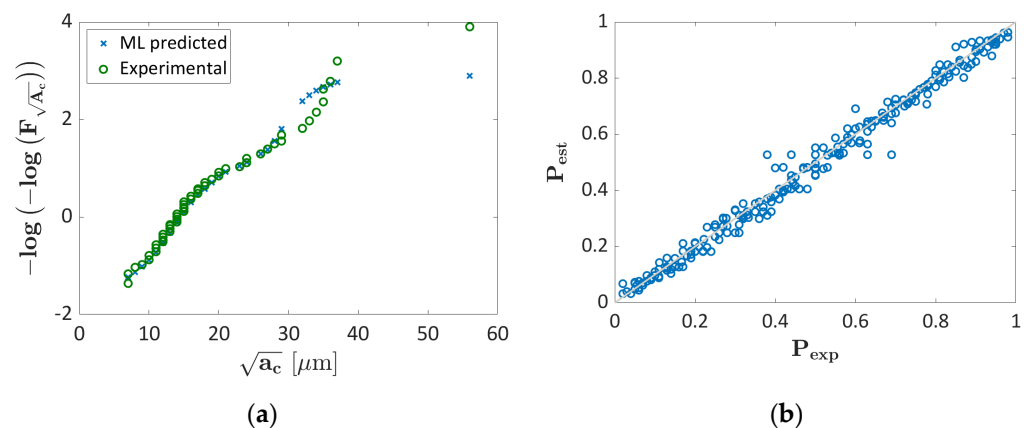 4
2
0
-2
−log (−log (F√Ac))
ML predicted
Experimental
0 10 20 30 40 50 60
√ac [μm]
(a)
1
0.8
0.6
0.4
0.2
0
Pest
0 0.2 0.4 0.6 0.8 1
Pexp
(b)